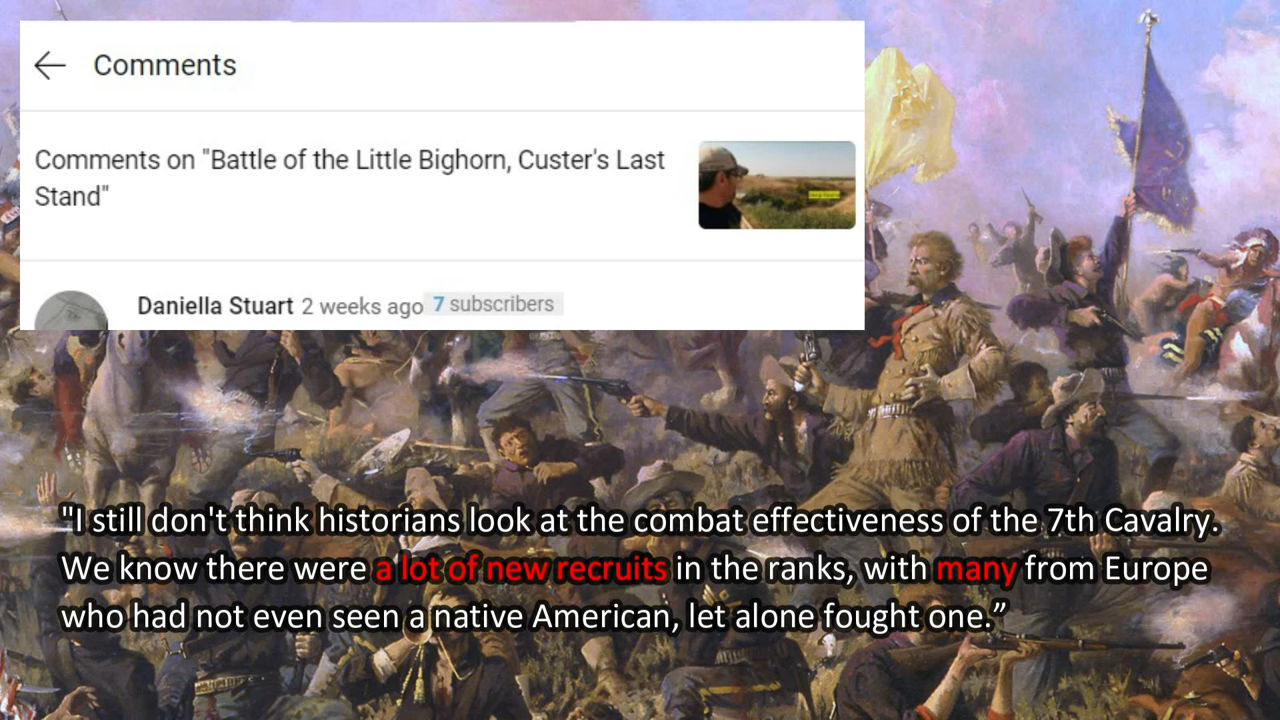 Comments
Comments on "Battle of the Little Bighorn, Custer's Last
Stand"
Daniella Stuart 2 weeks ago 7 subscribers
"I still don't think historians look at the combat effectiveness of the 7th Cavalry.
We know there were a lot of new recruits in the ranks, with many from Europe
who had not even seen a native American, let alone fought one.”